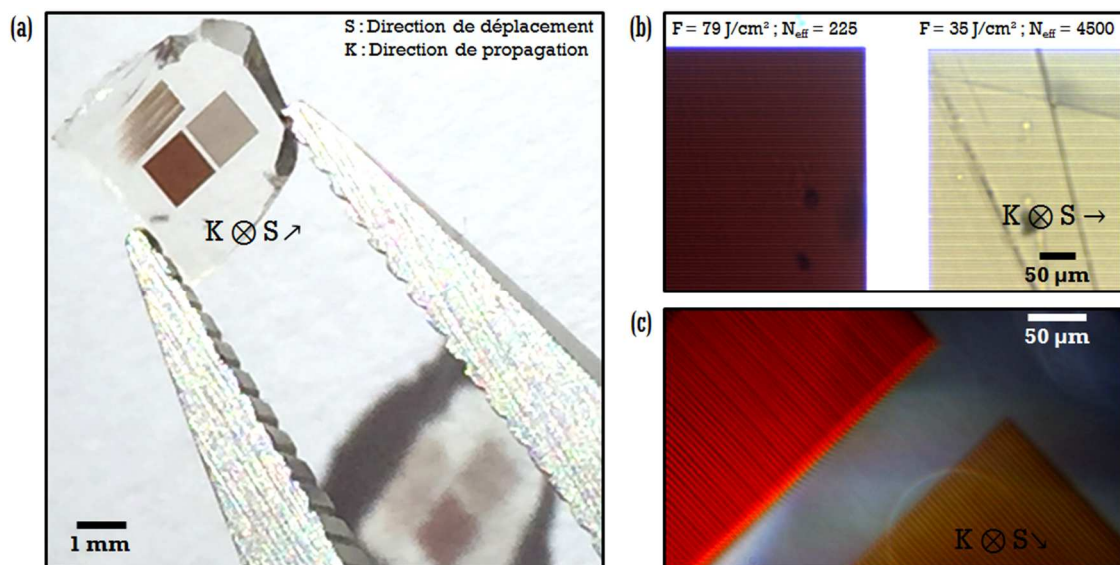 (a)
S : Direction de déplacement
K : Direction de propagation
K ⊗ S ↗
1 mm
(b)
F = 79 J/cm² ; N_eff = 225
F = 35 J/cm² ; N_eff = 4500
K ⊗ S →
50 µm
(c)
50 µm
K ⊗ S ↘